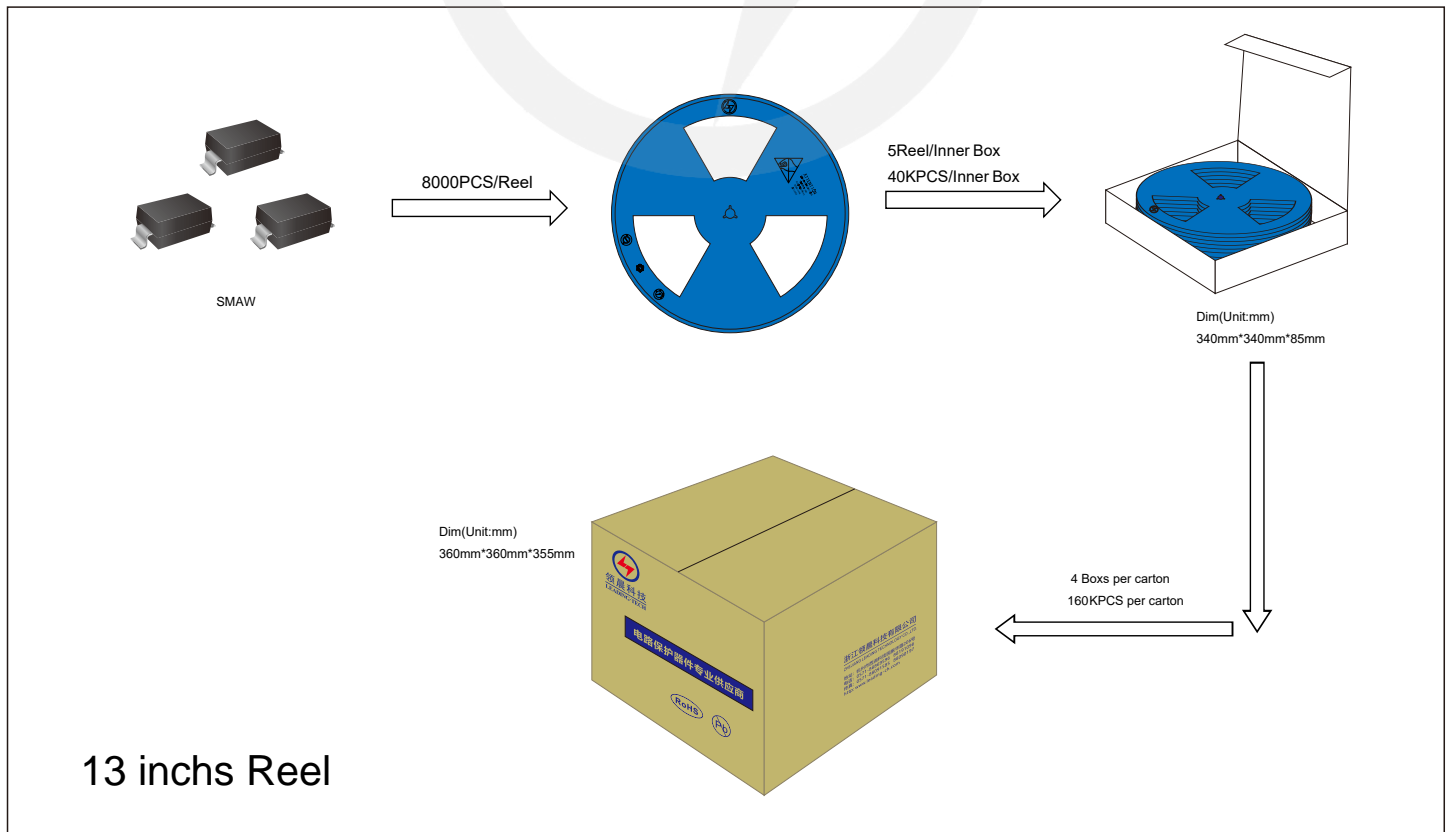 8000PCS/Reel
SMAW
5Reel/Inner Box
40KPCS/Inner Box
Dim(Unit:mm)
340mm*340mm*85mm
4 Boxs per carton
160KPCS per carton
Dim(Unit:mm)
360mm*360mm*355mm
领晨科技
LEADING TECH
电路保护器件专业供应商
RoHS
Pb
浙江领晨科技有限公司
13 inchs Reel